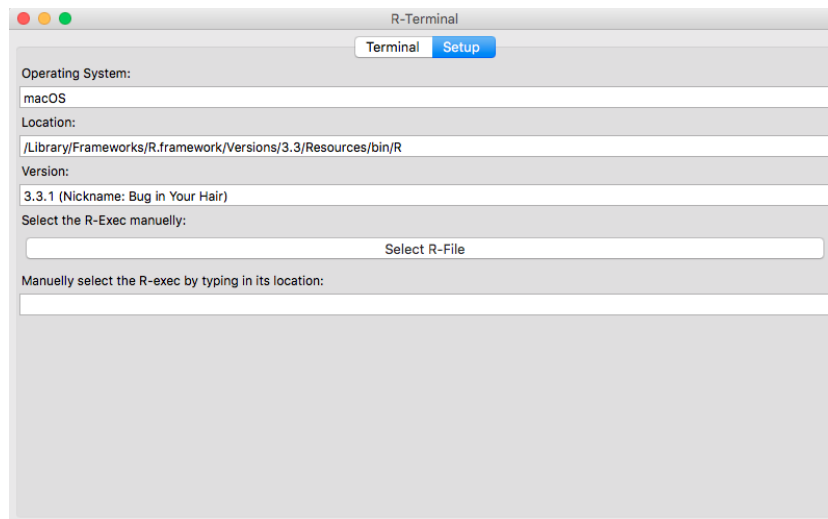 R-Terminal
Terminal Setup
Operating System:
macOS
Location:
/Library/Frameworks/R.framework/Versions/3.3/Resources/bin/R
Version:
3.3.1 (Nickname: Bug in Your Hair)
Select the R-Exec manuelly:
Select R-File
Manuelly select the R-exec by typing in its location: